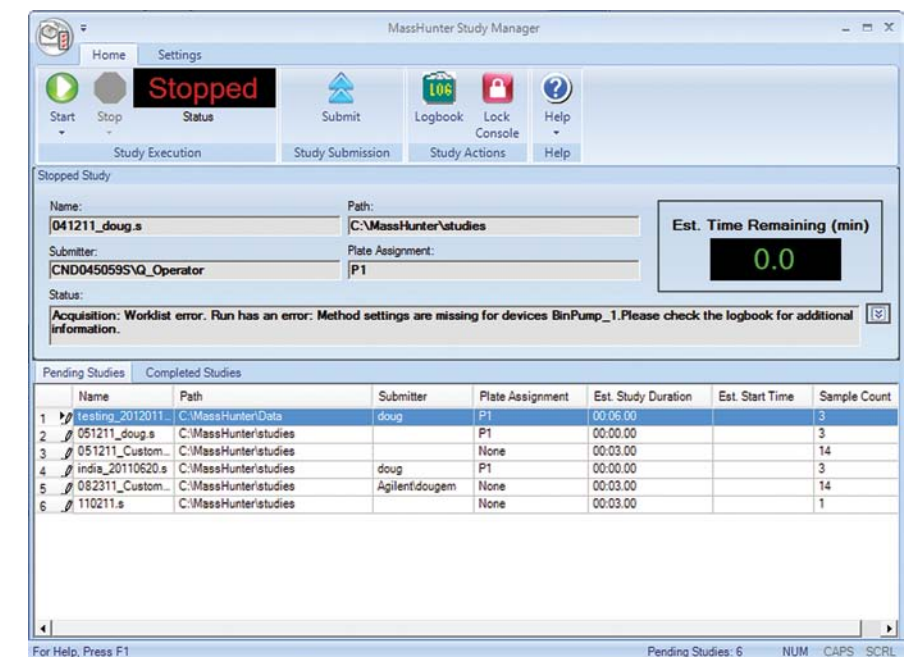 MassHunter Study Manager
Home Settings
Start Stop Stopped Status Submit LOG Logbook Lock Console Help
Study Execution Study Submission Study Actions Help
Stopped Study
Name: Path:
041211_doug.s C:\MassHunter\studies
Est. Time Remaining (min)
0.0
Submitter: Plate Assignment:
CND045059S\Q_Operator P1
Status:
Acquisition: Worklist error. Run has an error: Method settings are missing for devices BinPump_1.Please check the logbook for additional
information.
Pending Studies Completed Studies
Name Path Submitter Plate Assignment Est. Study Duration Est. Start Time Sample Count
1 testing_2012011... C:\MassHunter\Data doug P1 00:06.00 3
2 051211_doug.s C:\MassHunter\studies P1 00:00.00 3
3 051211_Custom... C:\MassHunter\studies None 00:03.00 14
4 india_20110620.s C:\MassHunter\studies doug P1 00:00.00 3
5 082311_Custom... C:\MassHunter\studies Agilent\dougem None 00:03.00 14
6 110211.s C:\MassHunter\studies None 00:03.00 1
For Help, Press F1 Pending Studies: 6 NUM CAPS SCRL